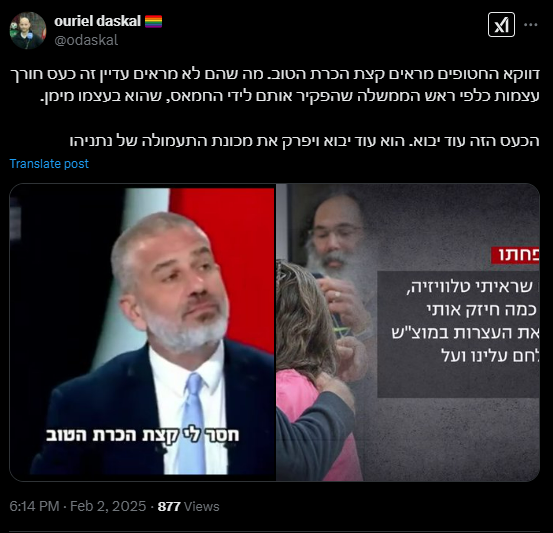 ouriel daskal 🏳️‍🌈
@odaskal
דווקא החטופים מראים קצת הכרת הטוב. מה שהם לא מראים עדיין זה כעס חורך
עצמות כלפי ראש הממשלה שהפקיר אותם לידי החמאס, שהוא בעצמו מימן.
הכעס הזה עוד יבוא. הוא עוד יבוא ויפרק את מכונת התעמולה של נתניהו
Translate post
חסר לי קצת הכרת הטוב
פחתו
שראיתי טלוויזיה,
כמה חיזק אותי
את העצרות במוצ"ש
לחם עלינו ועל
6:14 PM · Feb 2, 2025 · 877 Views